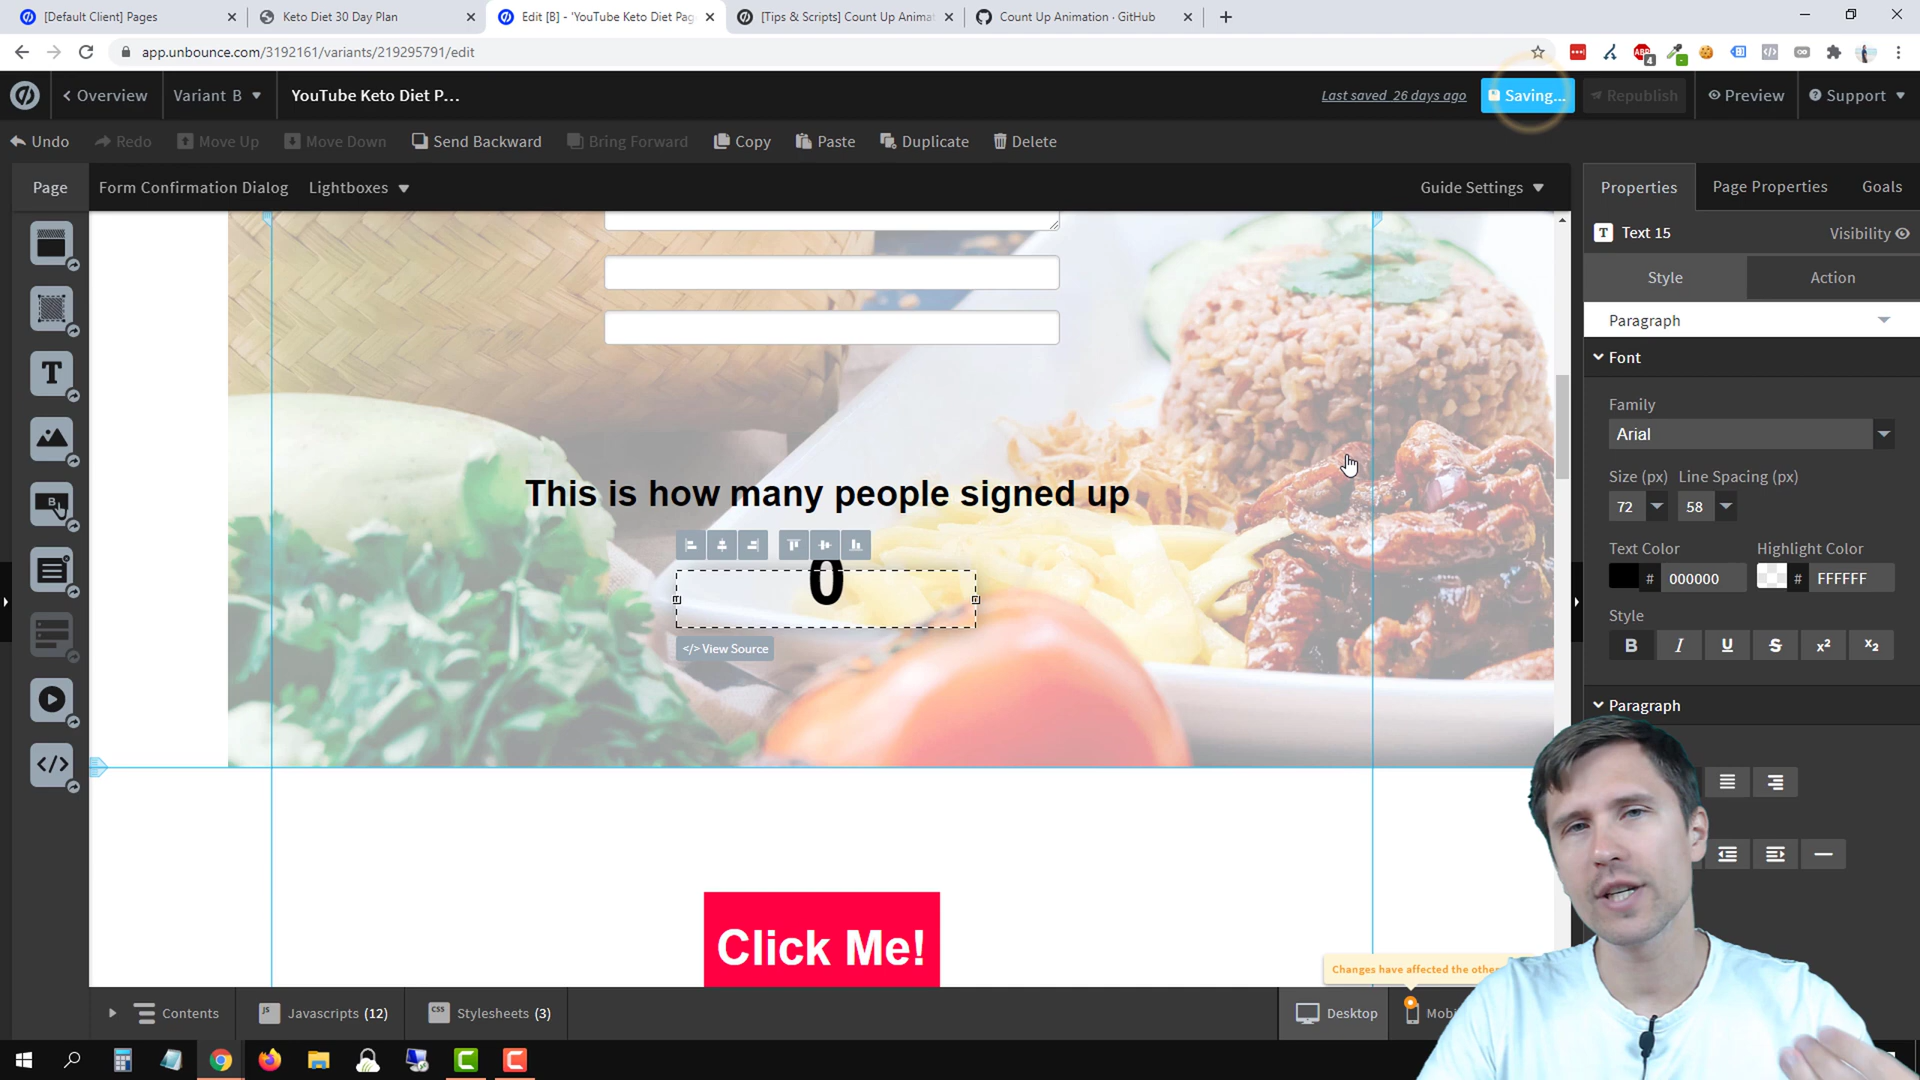 [Default Client] Pages
Keto Diet 30 Day Plan
Edit [B] - 'YouTube Keto Diet Pag
[Tips & Scripts] Count Up Animat
Count Up Animation · GitHub
app.unbounce.com/3192161/variants/219295791/edit
Overview
Variant B
YouTube Keto Diet P...
Last saved 26 days ago
Saving...
Republish
Preview
Support
Undo
Redo
Move Up
Move Down
Send Backward
Bring Forward
Copy
Paste
Duplicate
Delete
Page
Form Confirmation Dialog
Lightboxes
Guide Settings
Properties
Page Properties
Goals
Text 15
Visibility
Style
Action
Paragraph
Font
Family
Arial
Size (px)
Line Spacing (px)
72
58
Text Color
Highlight Color
# 000000
# FFFFFF
Style
B I U S x² x₂
Paragraph
This is how many people signed up
0
</> View Source
Click Me!
Changes have affected the othe
Contents
JS Javascripts (12)
CSS Stylesheets (3)
Desktop
Mobi